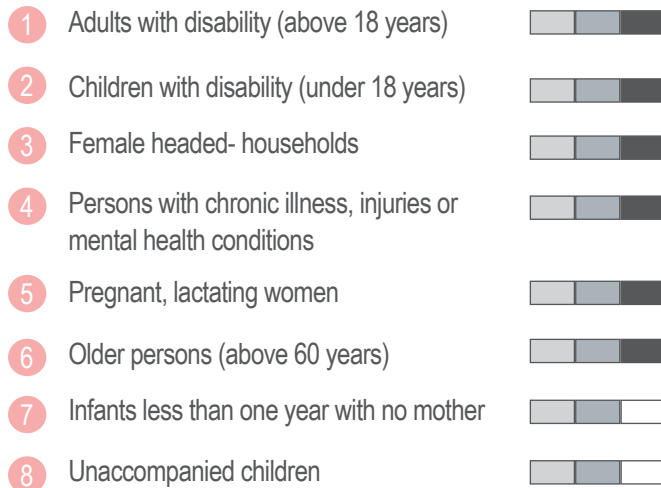 1 Adults with disability (above 18 years)
2 Children with disability (under 18 years)
3 Female headed- households
4 Persons with chronic illness, injuries or
mental health conditions
5 Pregnant, lactating women
6 Older persons (above 60 years)
7 Infants less than one year with no mother
8 Unaccompanied children